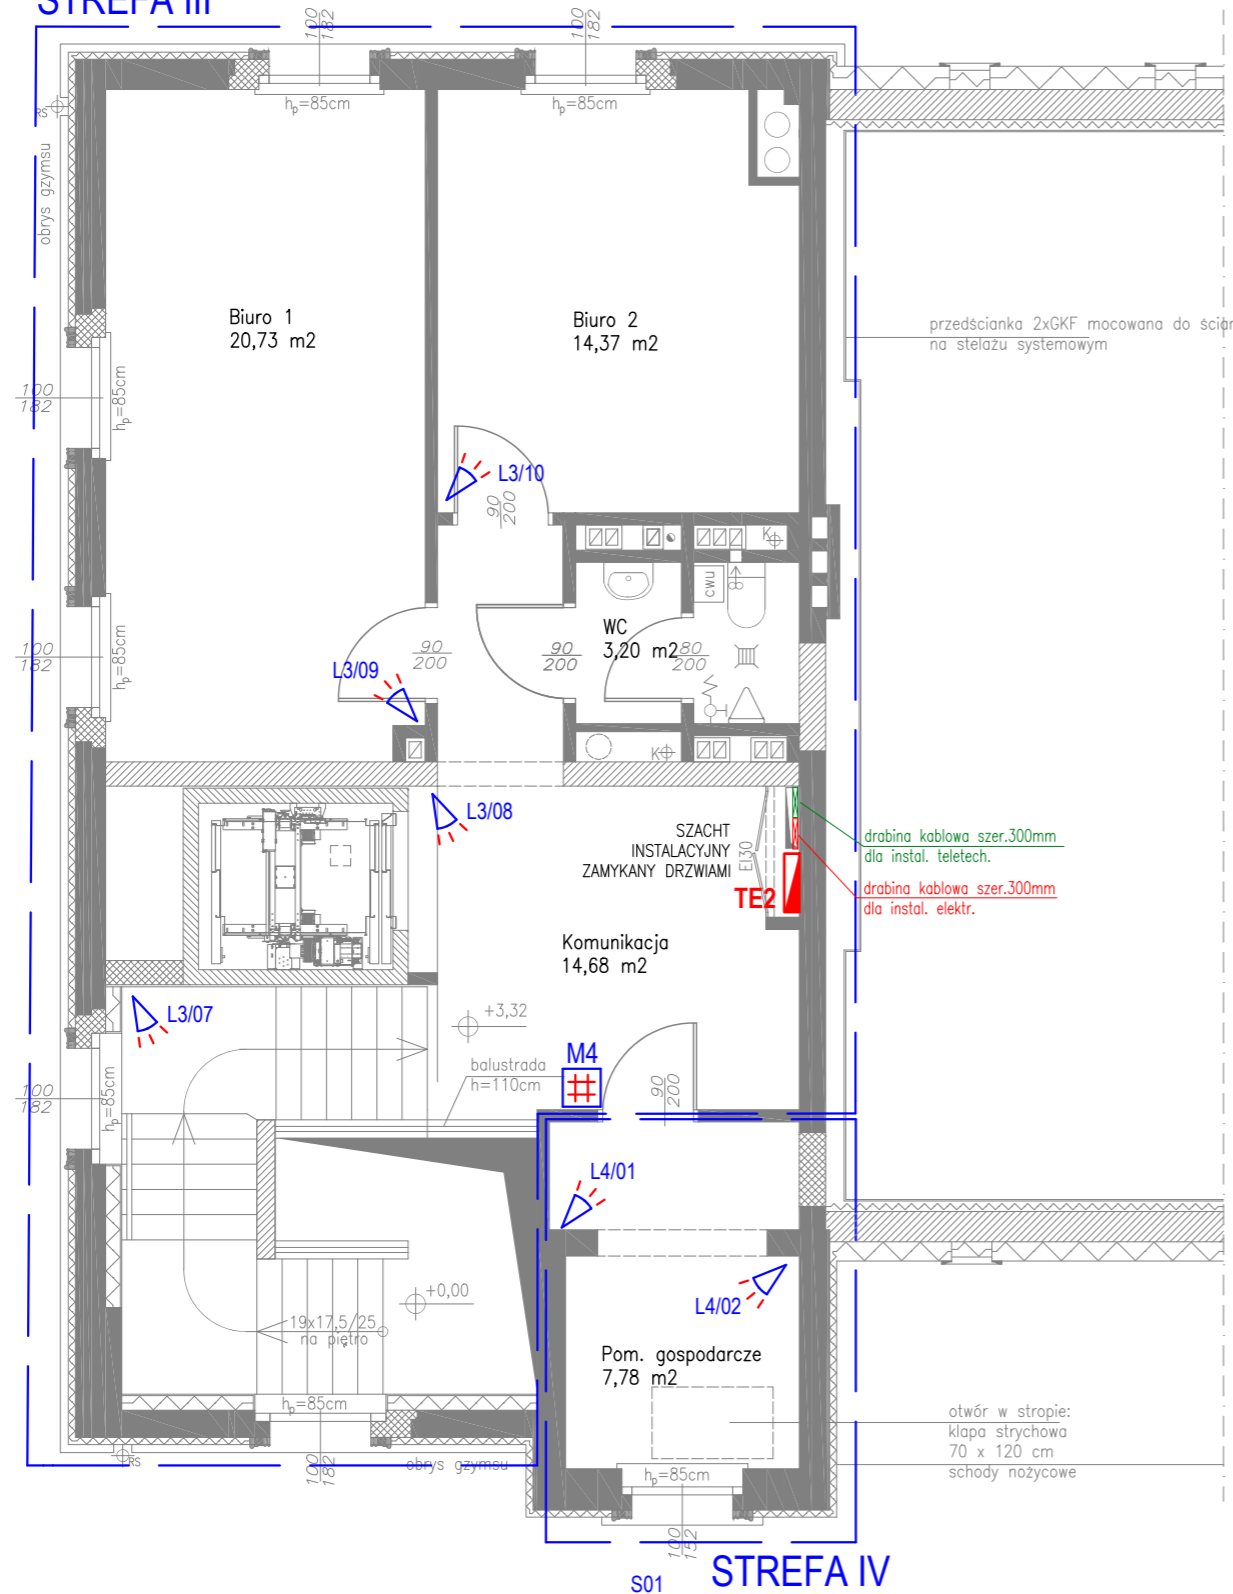 STREFA III
100
182
100
182
hp=85cm
hp=85cm
RS
obrys gzymsu
Biuro 1
20,73 m2
Biuro 2
14,37 m2
przedścianka 2xGKF mocowana do ścian
na stelażu systemowym
100
182
hp=85cm
L3/10
90
200
K
cwu
WC
3,20 m2
90
200
90
200
80
200
100
182
hp=85cm
L3/09
K
L3/08
SZACHT
INSTALACYJNY
ZAMYKANY DRZWIAMI
EI30
TE2
drabina kablowa szer.300mm
dla instal. teletech.
drabina kablowa szer.300mm
dla instal. elektr.
Komunikacja
14,68 m2
L3/07
+3,32
balustrada
h=110cm
M4
90
200
100
182
hp=85cm
L4/01
+0,00
19x17,5/25
na piętro
L4/02
Pom. gospodarcze
7,78 m2
hp=85cm
RS
100
182
obrys gzymsu
hp=85cm
100
152
otwór w stropie:
klapa strychowa
70 x 120 cm
schody nożycowe
S01
STREFA IV